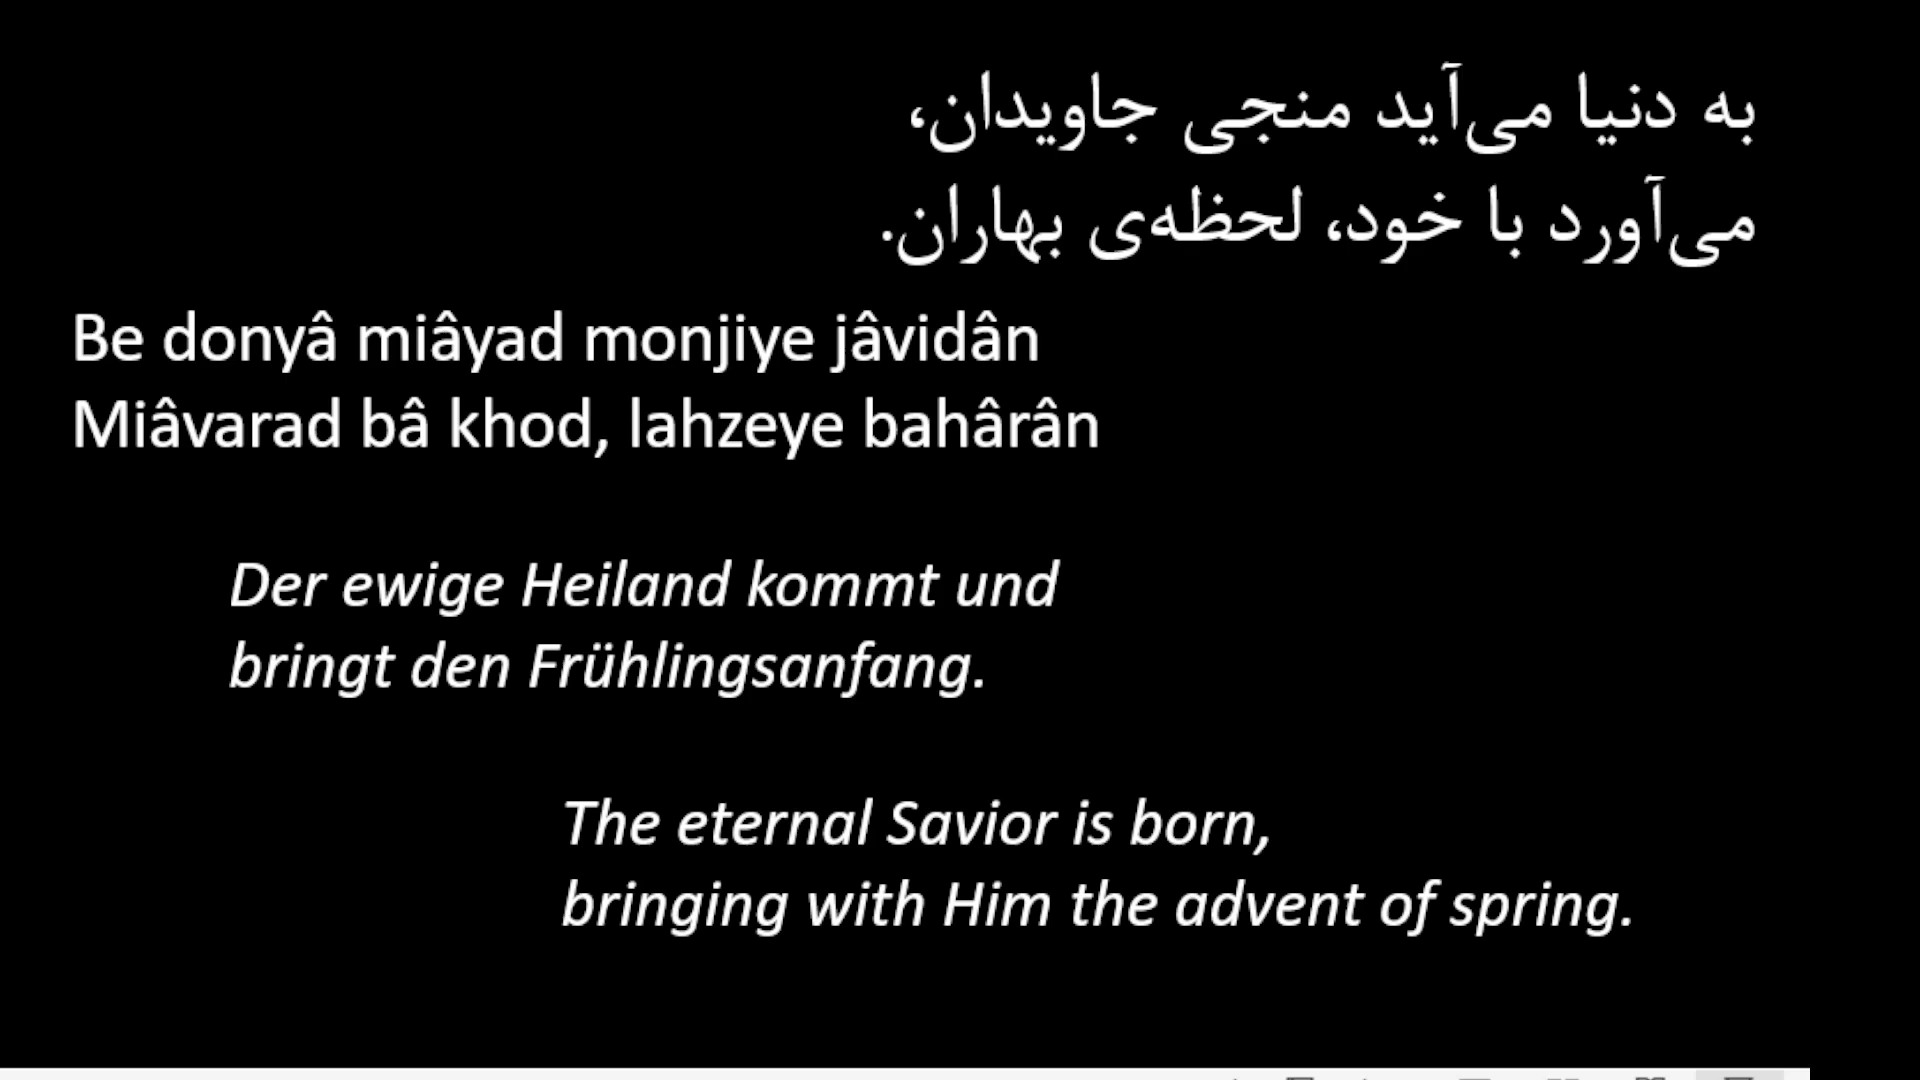 به دنیا می‌آید منجی جاویدان،
می‌آورد با خود، لحظه‌ی بهاران.
Be donyâ miâyad monjiye jâvidân
Miâvarad bâ khod, lahzeye bahârân
Der ewige Heiland kommt und
bringt den Frühlingsanfang.
The eternal Savior is born,
bringing with Him the advent of spring.